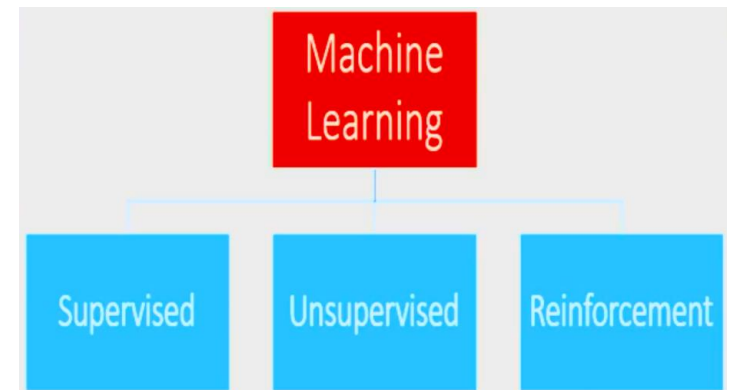 Machine
Learning
Supervised
Unsupervised
Reinforcement